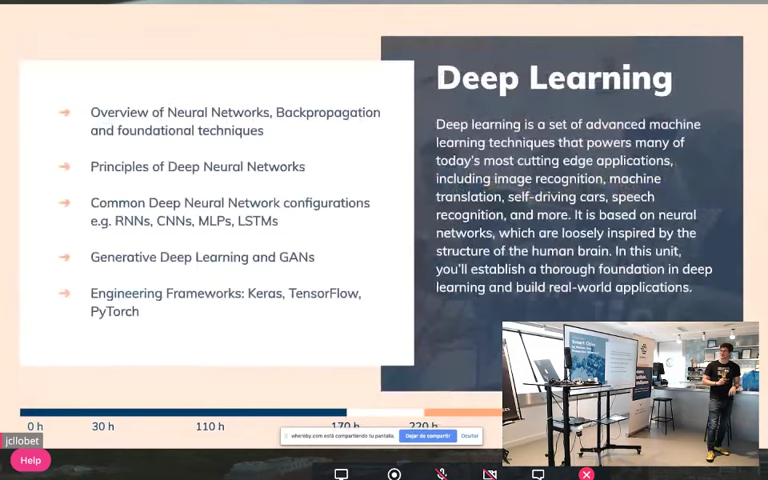 Deep Learning
Overview of Neural Networks, Backpropagation
and foundational techniques
Principles of Deep Neural Networks
Common Deep Neural Network configurations
e.g. RNNs, CNNs, MLPs, LSTMs
Generative Deep Learning and GANs
Engineering Frameworks: Keras, TensorFlow,
PyTorch
Deep learning is a set of advanced machine
learning techniques that powers many of
today's most cutting edge applications,
including image recognition, machine
translation, self-driving cars, speech
recognition, and more. It is based on neural
networks, which are loosely inspired by the
structure of the human brain. In this unit,
you'll establish a thorough foundation in deep
learning and build real-world applications.
Smart Cities
0 h
30 h
110 h
170 h
220 h
jcllobet
whereby.com está compartiendo tu pantalla.
Dejar de compartir
Ocultar
Help